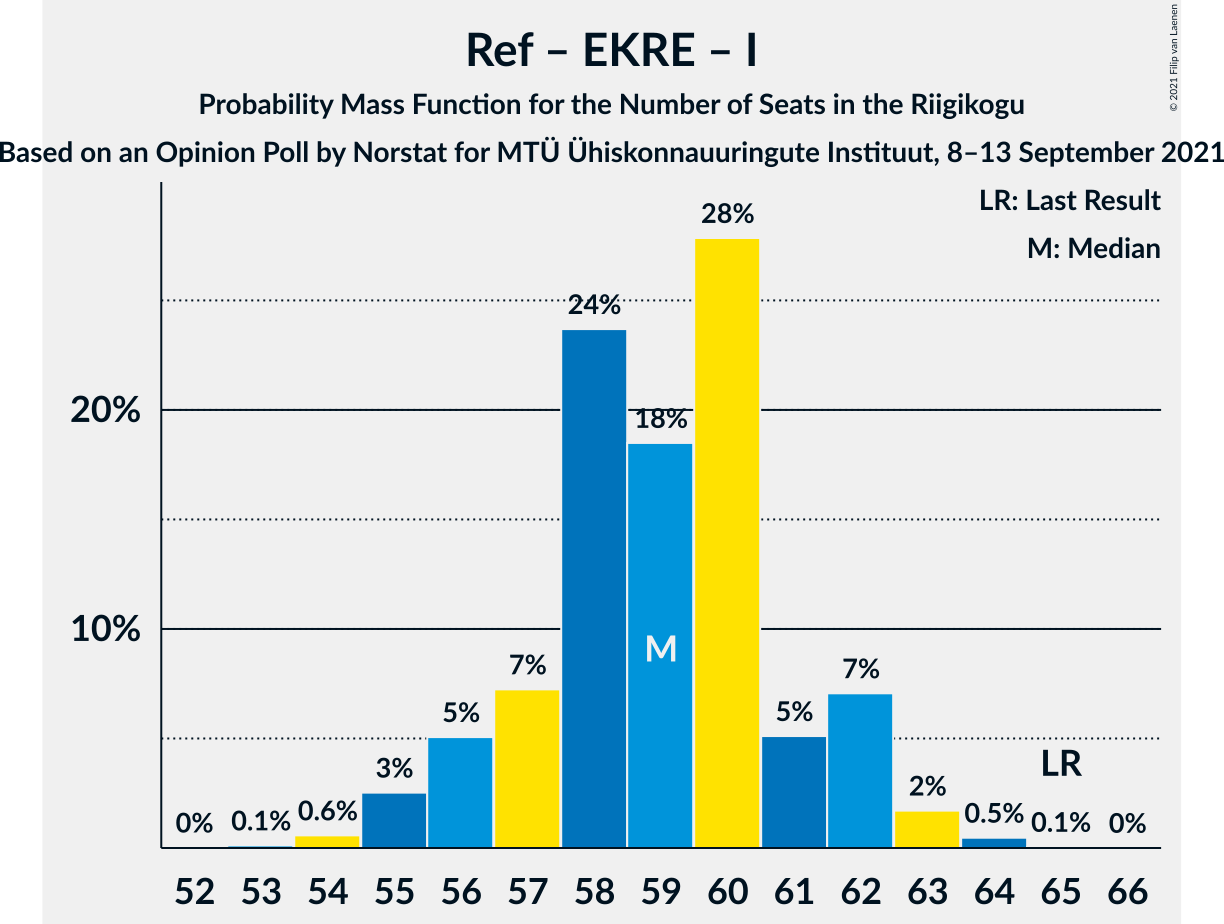 Ref – EKRE – I
Probability Mass Function for the Number of Seats in the Riigikogu
Based on an Opinion Poll by Norstat for MTÜ Ühiskonnauuringute Instituut, 8–13 September 2021
© 2021 Filip van Laenen
LR: Last Result
M: Median
28%
24%
20%
18%
10%
M
7%
7%
5%
5%
LR
3%
2%
0%
0.1%
0.6%
0.5%
0.1%
0%
52 53 54 55 56 57 58 59 60 61 62 63 64 65 66